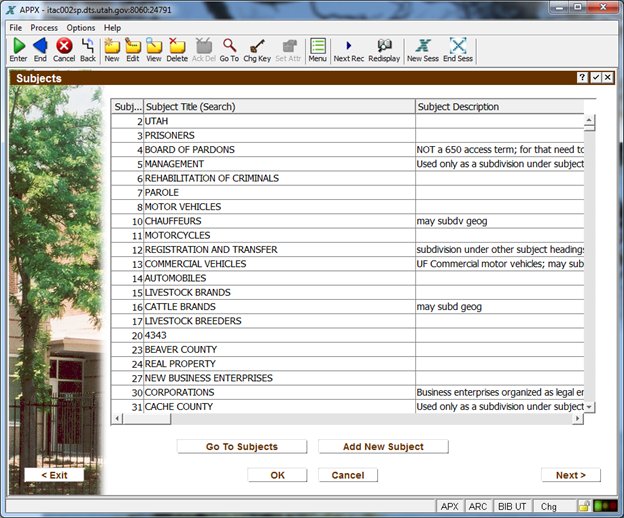 APPX - itac002sp.dts.utah.gov:8060:24791
File Process Options Help
Enter End Cancel Back New Edit View Delete Ack Del Go To Chg Key Set Attr Menu Next Rec Redisplay New Sess End Sess
Subjects
Subj... Subject Title (Search) Subject Description
2 UTAH
3 PRISONERS
4 BOARD OF PARDONS NOT a 650 access term; for that need to
5 MANAGEMENT Used only as a subdivision under subject
6 REHABILITATION OF CRIMINALS
7 PAROLE
8 MOTOR VEHICLES
10 CHAUFFEURS may subdv geog
11 MOTORCYCLES
12 REGISTRATION AND TRANSFER subdivision under other subject headings
13 COMMERCIAL VEHICLES UF Commercial motor vehicles; may sub
14 AUTOMOBILES
15 LIVESTOCK BRANDS
16 CATTLE BRANDS may subd geog
17 LIVESTOCK BREEDERS
20 4343
23 BEAVER COUNTY
24 REAL PROPERTY
27 NEW BUSINESS ENTERPRISES
30 CORPORATIONS Business enterprises organized as legal en
31 CACHE COUNTY Used only as a subdivision under subject
Go To Subjects Add New Subject
< Exit OK Cancel Next >
APX ARC BIB UT Chg